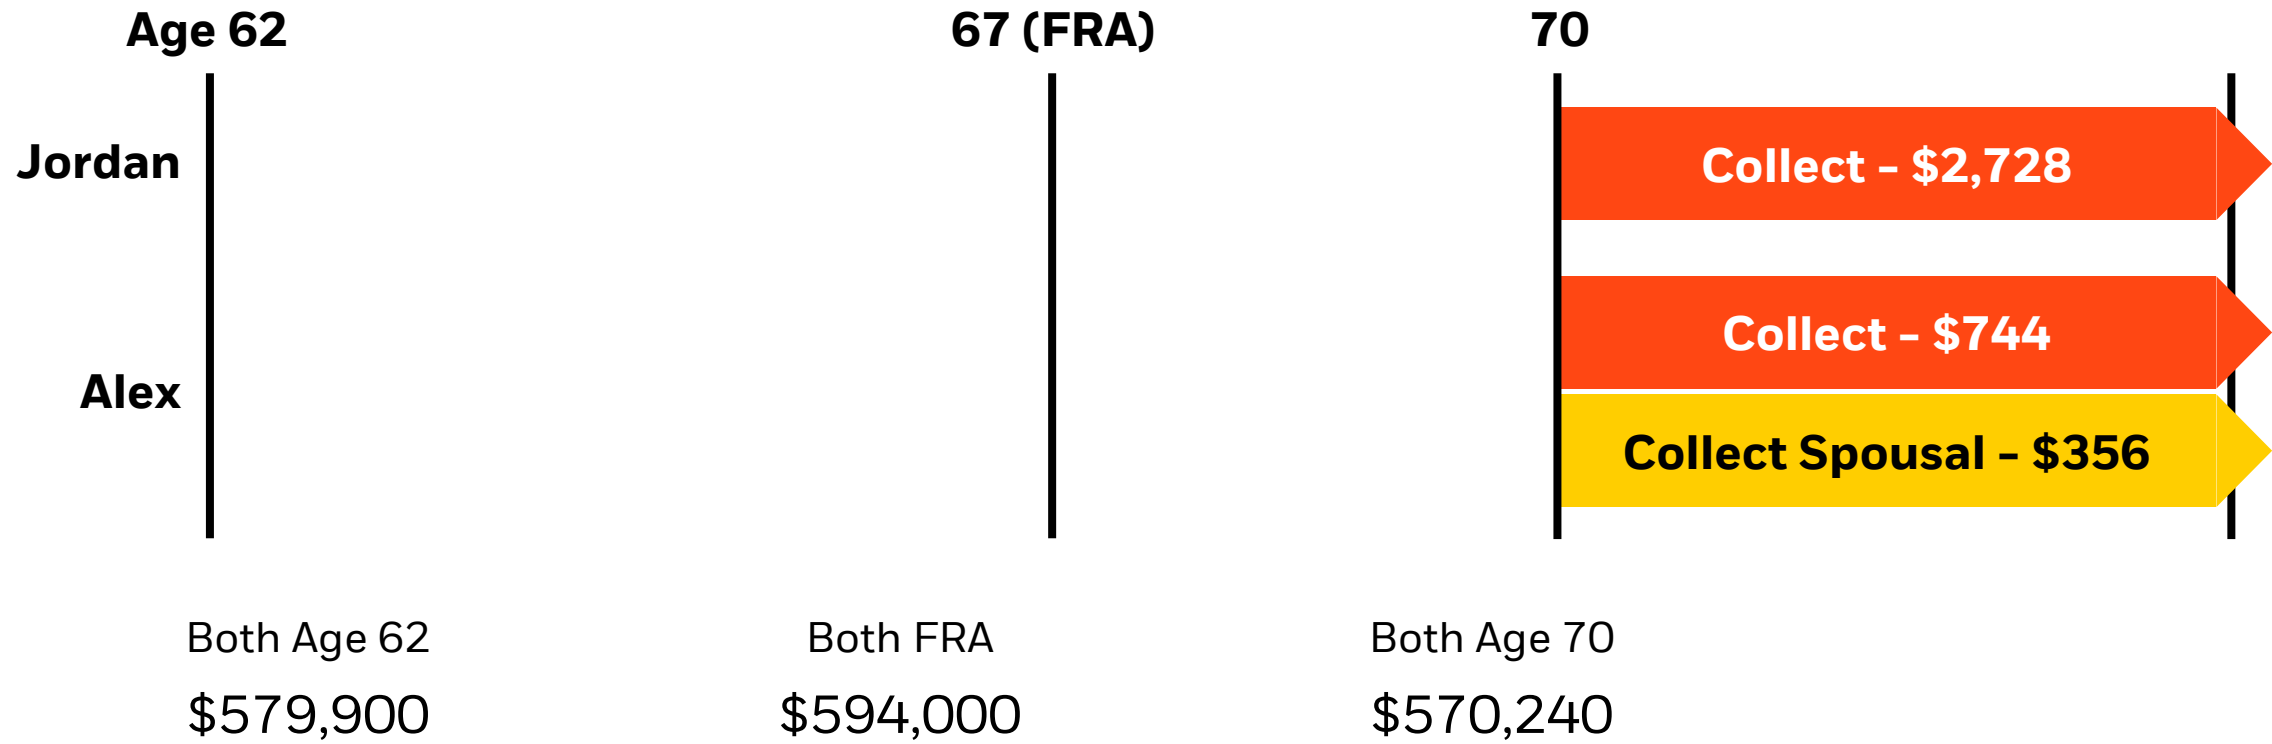 Age 62
67 (FRA)
70
Jordan
Collect - $2,728
Collect - $744
Alex
Collect Spousal - $356
Both Age 62
Both FRA
Both Age 70
$579,900
$594,000
$570,240